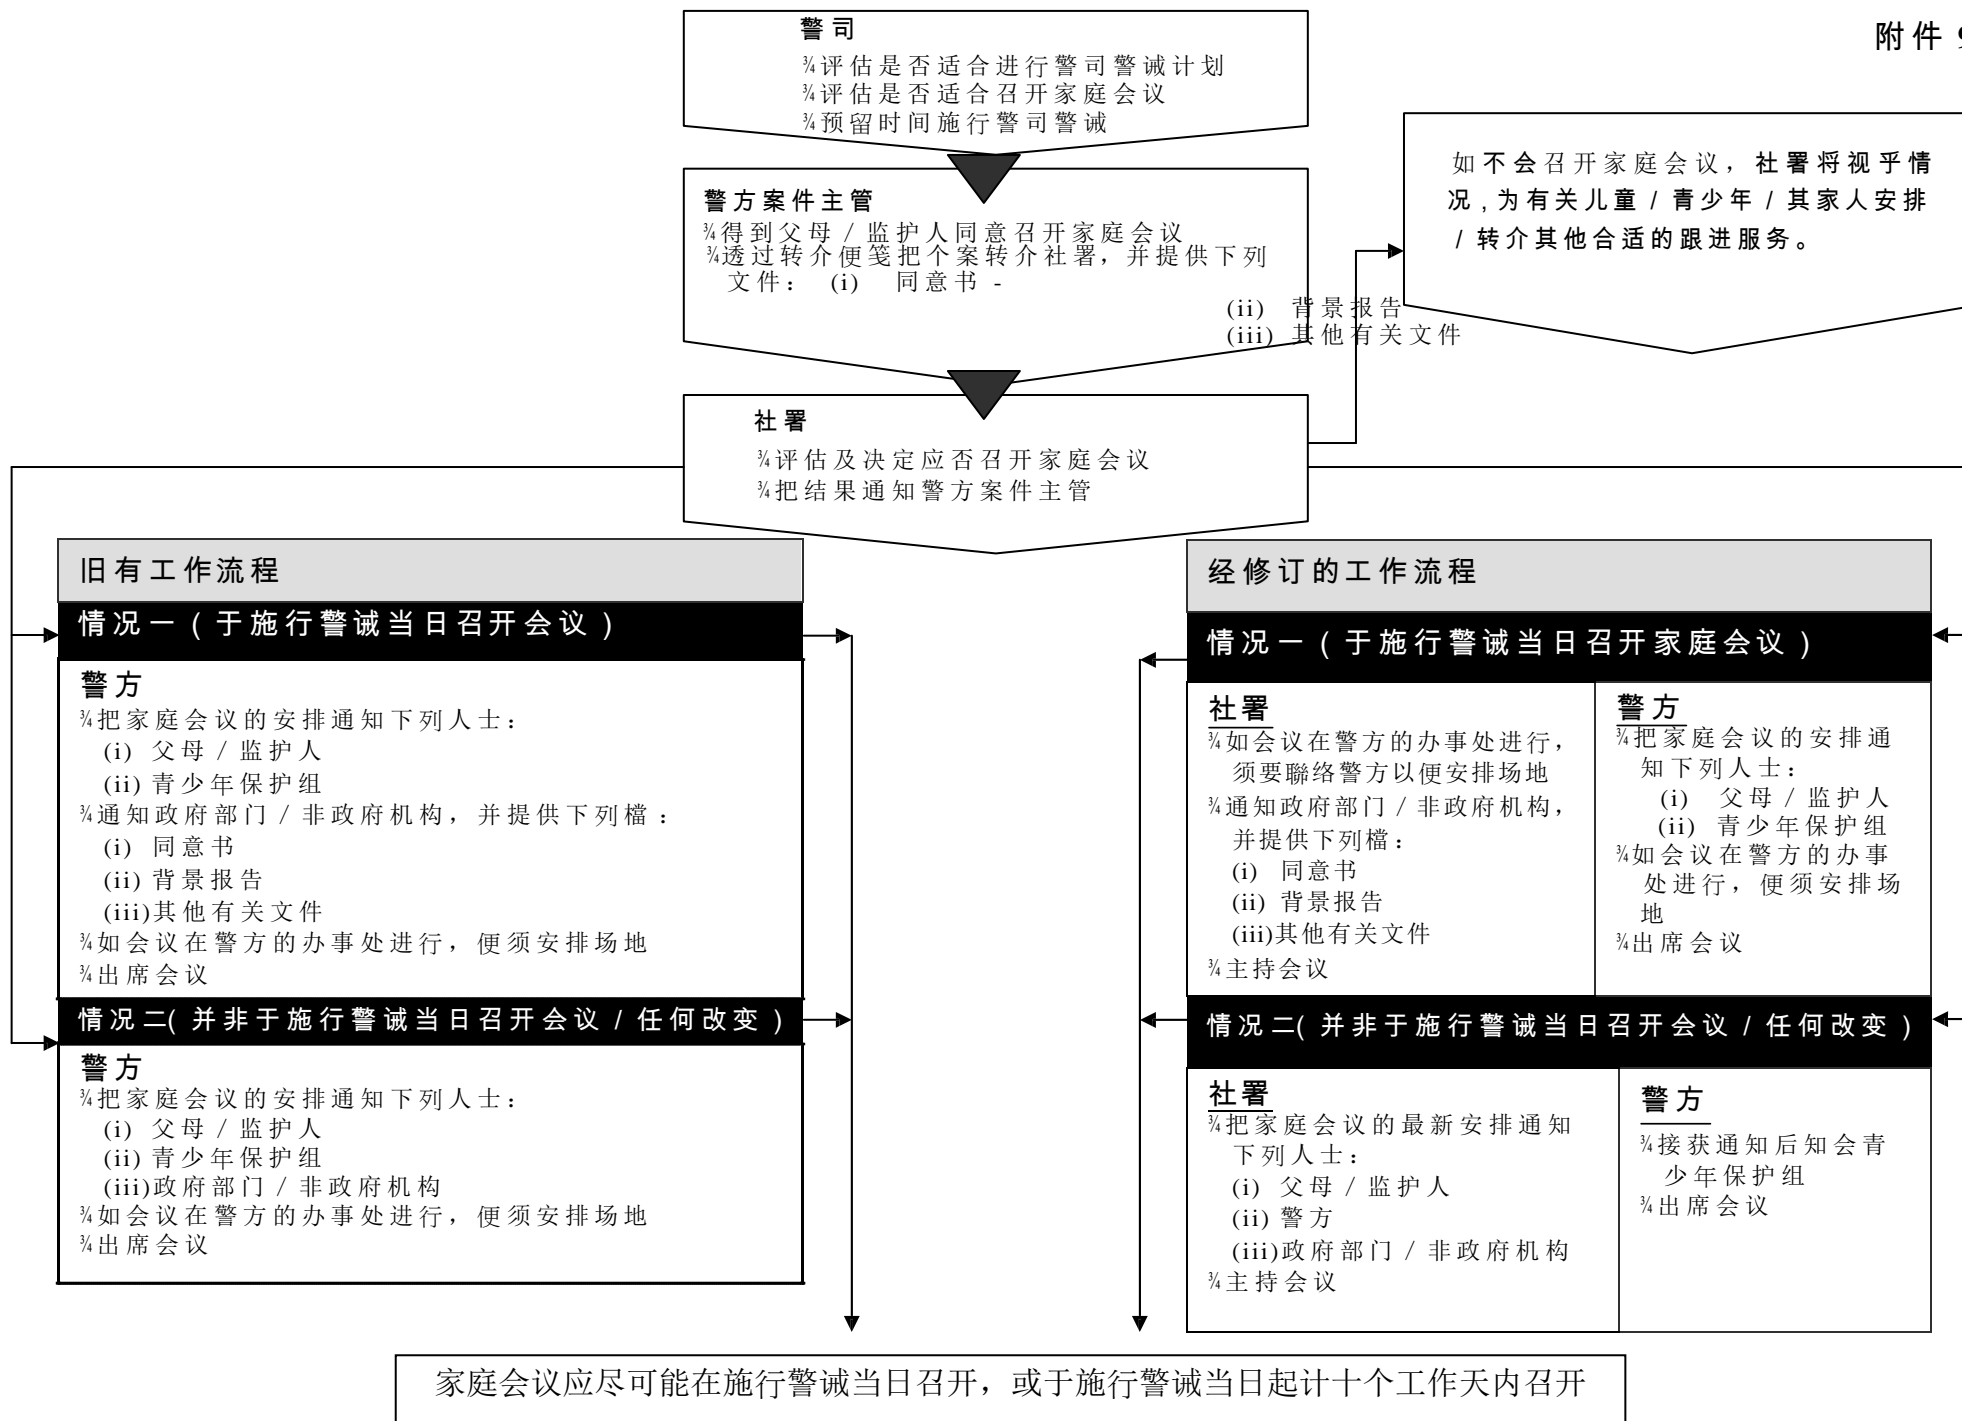 附件 9
警司
¾评估是否适合进行警司警诫计划
¾评估是否适合召开家庭会议
¾预留时间施行警司警诫
警方案件主管
¾得到父母 / 监护人同意召开家庭会议
¾透过转介便笺把个案转介社署，并提供下列
文件： (i) 同意书 -
(ii) 背景报告
(iii) 其他有关文件
如不会召开家庭会议，社署将视乎情
况,为有关儿童 / 青少年 / 其家人安排
/ 转介其他合适的跟进服务。
社署
¾评估及决定应否召开家庭会议
¾把结果通知警方案件主管
旧有工作流程
情况一 ( 于施行警诫当日召开会议 )
警方
¾把家庭会议的安排通知下列人士：
(i) 父母 / 监护人
(ii) 青少年保护组
¾通知政府部门 / 非政府机构，并提供下列檔：
(i) 同意书
(ii) 背景报告
(iii)其他有关文件
¾如会议在警方的办事处进行，便须安排场地
¾出席会议
情况二( 并非于施行警诫当日召开会议 / 任何改变 )
警方
¾把家庭会议的安排通知下列人士：
(i) 父母 / 监护人
(ii) 青少年保护组
(iii)政府部门 / 非政府机构
¾如会议在警方的办事处进行，便须安排场地
¾出席会议
经修订的工作流程
情况一 ( 于施行警诫当日召开家庭会议 )
社署
¾如会议在警方的办事处进行，
须要聯络警方以便安排场地
¾通知政府部门 / 非政府机构，
并提供下列檔：
(i) 同意书
(ii) 背景报告
(iii)其他有关文件
¾主持会议
警方
¾把家庭会议的安排通
知下列人士：
(i) 父母 / 监护人
(ii) 青少年保护组
¾如会议在警方的办事
处进行，便须安排场
地
¾出席会议
情况二( 并非于施行警诫当日召开会议 / 任何改变 )
社署
¾把家庭会议的最新安排通知
下列人士：
(i) 父母 / 监护人
(ii) 警方
(iii)政府部门 / 非政府机构
¾主持会议
警方
¾接获通知后知会青
少年保护组
¾出席会议
家庭会议应尽可能在施行警诫当日召开，或于施行警诫当日起计十个工作天内召开